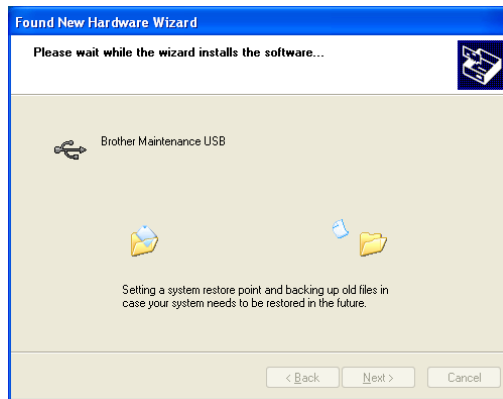 Found New Hardware Wizard
Please wait while the wizard installs the software...
Brother Maintenance USB
Setting a system restore point and backing up old files in
case your system needs to be restored in the future.
< Back Next > Cancel